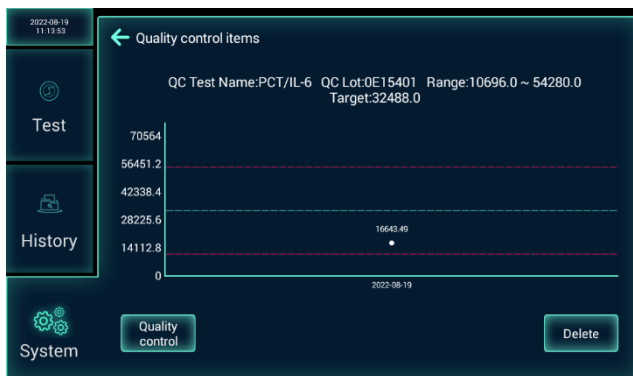 2022-08-19
11:13:53
Quality control items
QC Test Name:PCT/IL-6 QC Lot:0E15401 Range:10696.0 ~ 54280.0
Target:32488.0
Test
History
System
70564
56451.2
42338.4
28225.6
14112.8
0
16643.49
2022-08-19
Quality
control
Delete